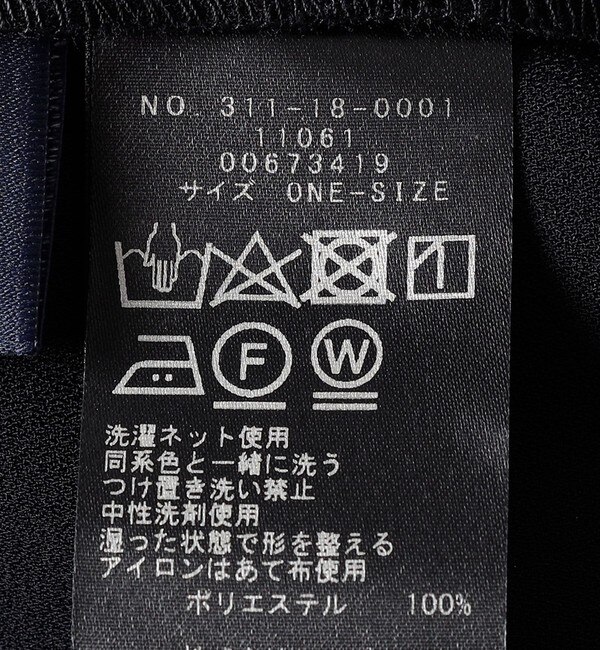 NO. 311-18-0001
11061
00673419
サイズ ONE-SIZE
F W
洗濯ネット使用
同系色と一緒に洗う
つけ置き洗い禁止
中性洗剤使用
湿った状態で形を整える
アイロンはあて布使用
ポリエステル 100%